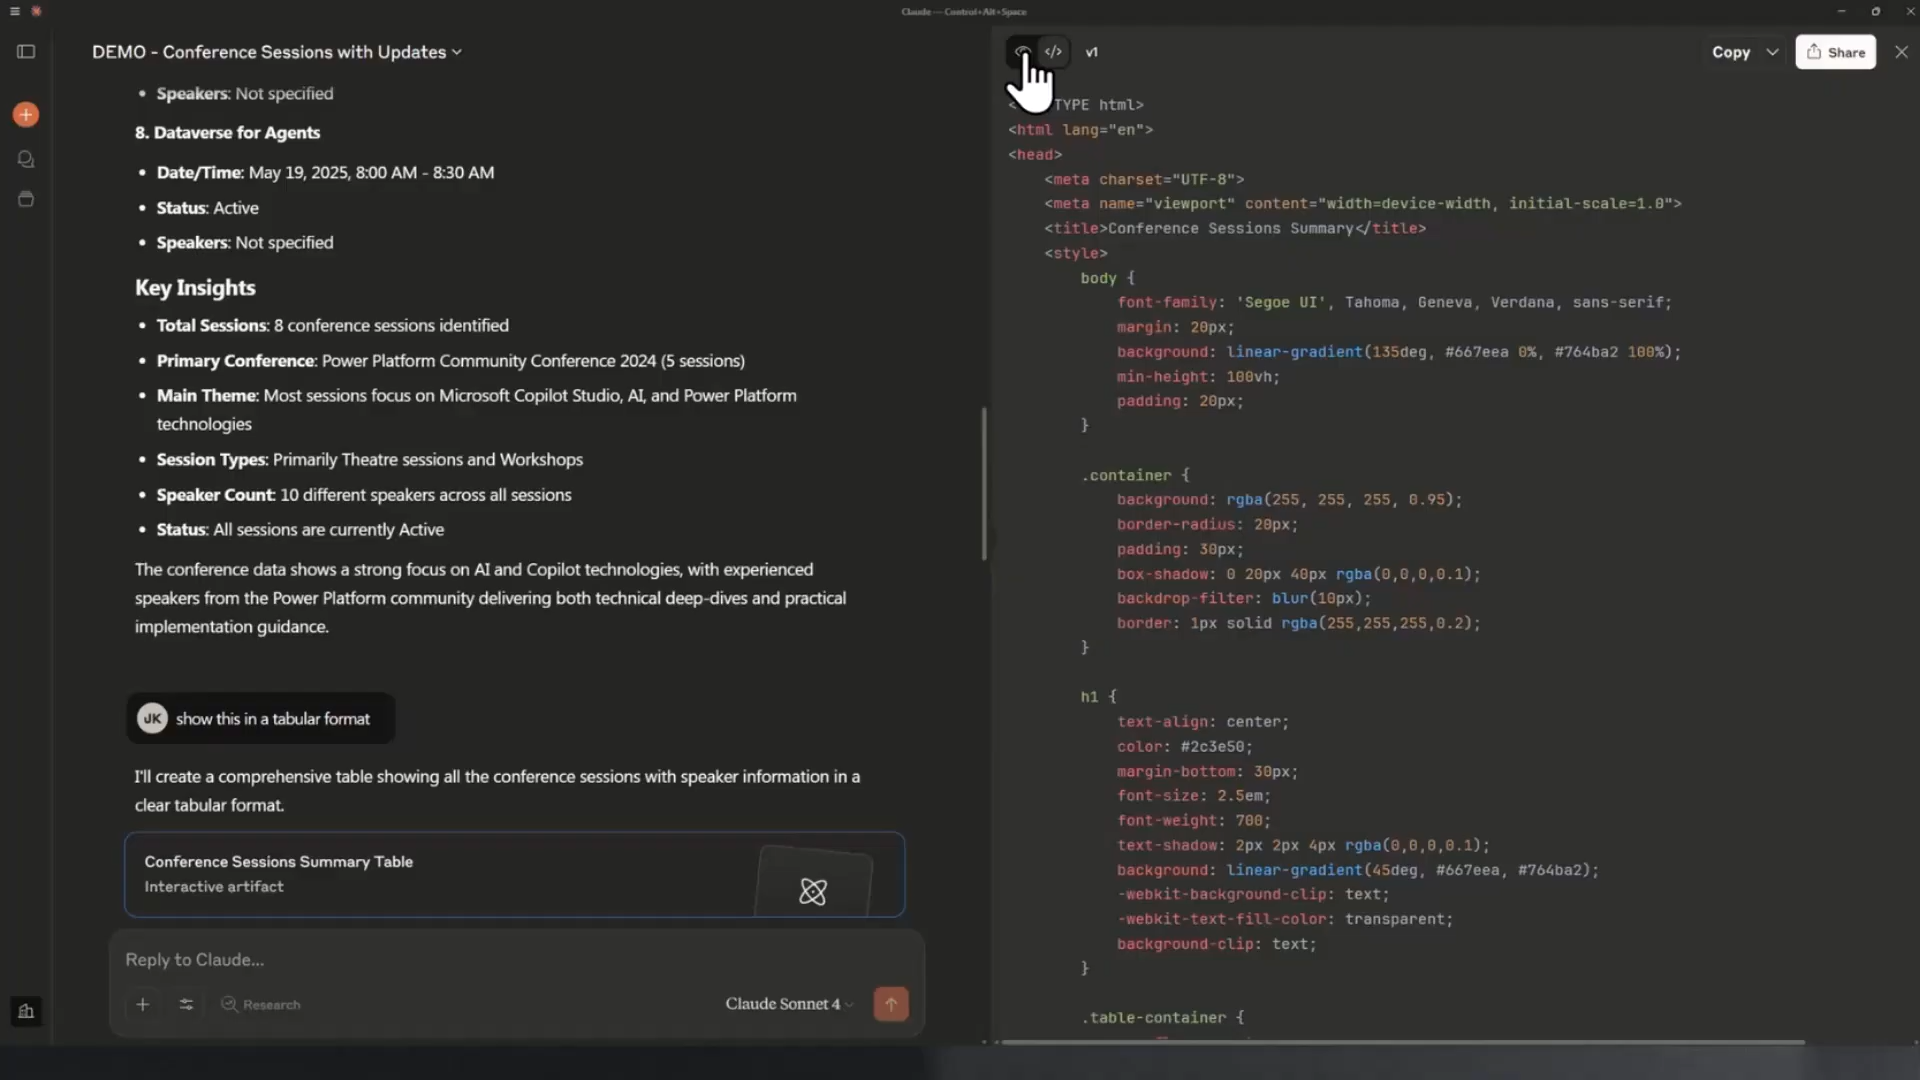 Claude — Control+Alt+Space
DEMO - Conference Sessions with Updates
• Speakers: Not specified
8. Dataverse for Agents
• Date/Time: May 19, 2025, 8:00 AM - 8:30 AM
• Status: Active
• Speakers: Not specified
Key Insights
• Total Sessions: 8 conference sessions identified
• Primary Conference: Power Platform Community Conference 2024 (5 sessions)
• Main Theme: Most sessions focus on Microsoft Copilot Studio, AI, and Power Platform
technologies
• Session Types: Primarily Theatre sessions and Workshops
• Speaker Count: 10 different speakers across all sessions
• Status: All sessions are currently Active
The conference data shows a strong focus on AI and Copilot technologies, with experienced
speakers from the Power Platform community delivering both technical deep-dives and practical
implementation guidance.
JK show this in a tabular format
I'll create a comprehensive table showing all the conference sessions with speaker information in a
clear tabular format.
Conference Sessions Summary Table
Interactive artifact
Reply to Claude...
Research
Claude Sonnet 4
</> v1
Copy
Share
TYPE html>
<html lang="en">
<head>
<meta charset="UTF-8">
<meta name="viewport" content="width=device-width, initial-scale=1.0">
<title>Conference Sessions Summary</title>
<style>
body {
font-family: 'Segoe UI', Tahoma, Geneva, Verdana, sans-serif;
margin: 20px;
background: linear-gradient(135deg, #667eea 0%, #764ba2 100%);
min-height: 100vh;
padding: 20px;
}
.container {
background: rgba(255, 255, 255, 0.95);
border-radius: 20px;
padding: 30px;
box-shadow: 0 20px 40px rgba(0,0,0,0.1);
backdrop-filter: blur(10px);
border: 1px solid rgba(255,255,255,0.2);
}
h1 {
text-align: center;
color: #2c3e50;
margin-bottom: 30px;
font-size: 2.5em;
font-weight: 700;
text-shadow: 2px 2px 4px rgba(0,0,0,0.1);
background: linear-gradient(45deg, #667eea, #764ba2);
-webkit-background-clip: text;
-webkit-text-fill-color: transparent;
background-clip: text;
}
.table-container {